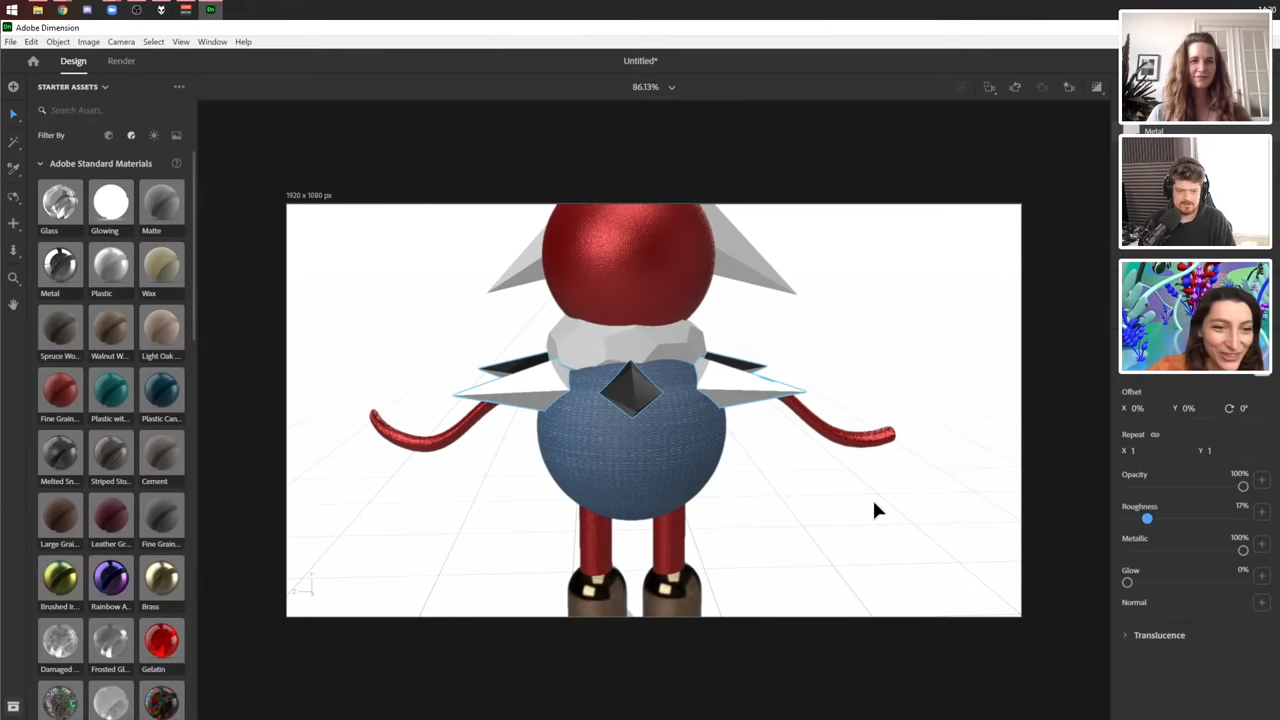 Adobe Dimension
File Edit Object Image Camera Select View Window Help
Design Render Untitled*
STARTER ASSETS
86.13%
Search Assets...
Filter By
Adobe Standard Materials
1920 x 1080 px
Glass Glowing Matte
Metal Plastic Wax
Spruce Wo... Walnut W... Light Oak ...
Fine Grain... Plastic wit... Plastic Can...
Melted Sn... Striped Sto... Cement
Large Grai... Leather Gr... Fine Grain...
Brushed Ir... Rainbow A... Brass
Damaged ... Frosted Gl... Gelatin
Metal
Offset
X 0% Y 0% 0°
Repeat
X 1 Y 1
Opacity 100%
Roughness 17%
Metallic 100%
Glow 0%
Normal
Translucence